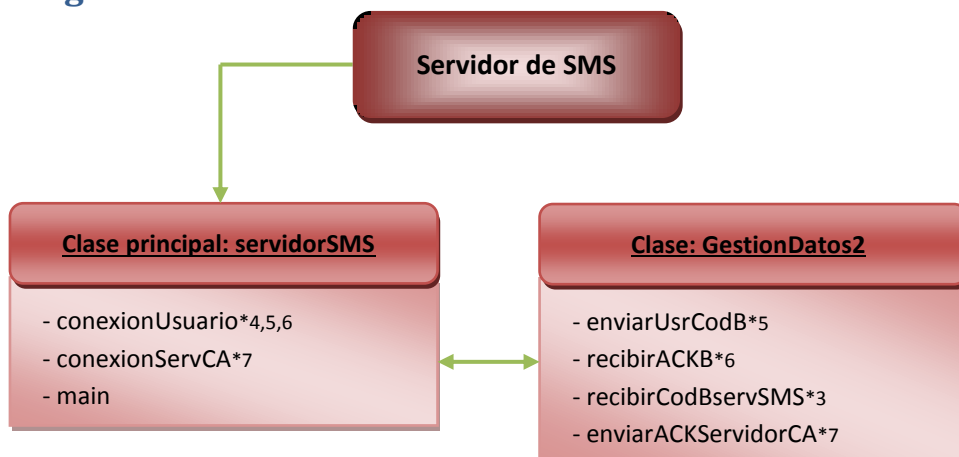 Servidor de SMS
Clase principal: servidorSMS
- conexionUsuario*4,5,6
- conexionServCA*7
- main
Clase: GestionDatos2
- enviarUsrCodB*5
- recibirACKB*6
- recibirCodBservSMS*3
- enviarACKServidorCA*7